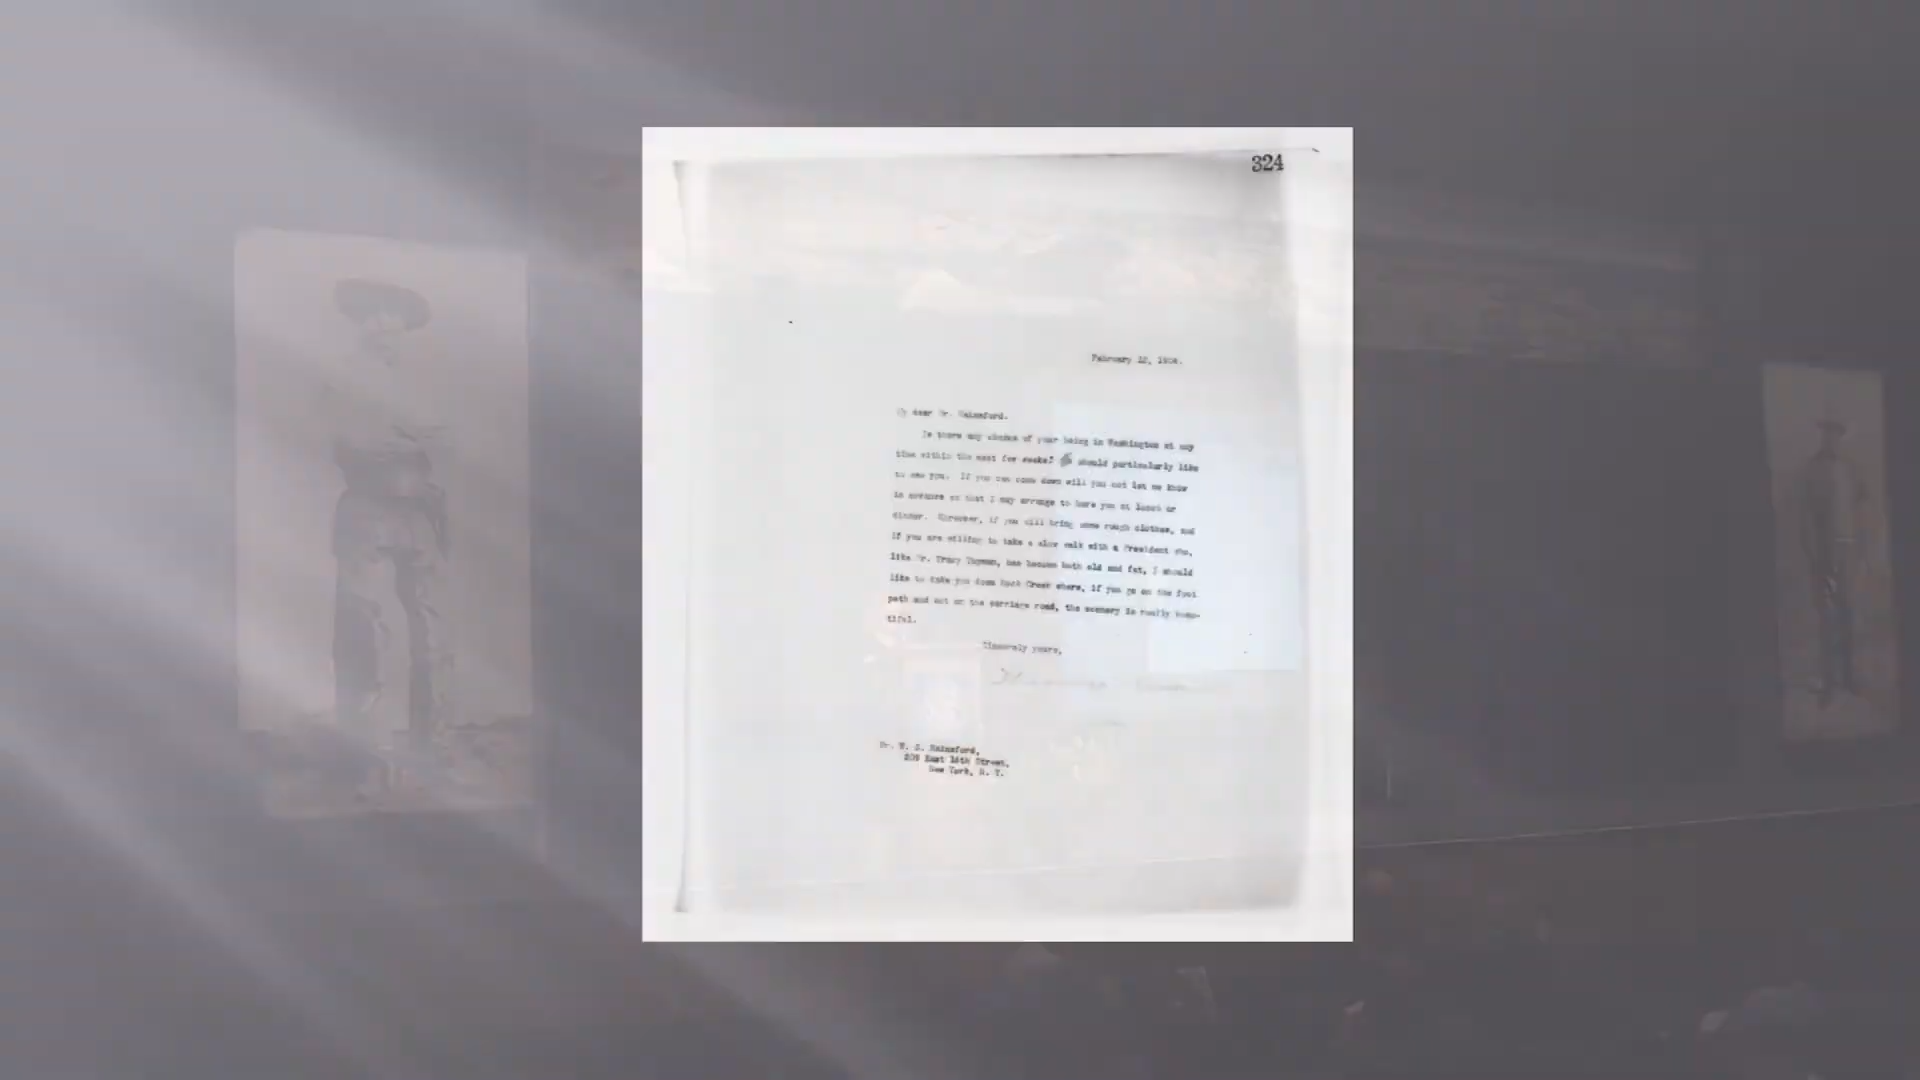 324
February 1908.
My dear Dr. Rainsford.
Is there any chance of your being in Washington at any
time within the next few weeks? should particularly like
to see you. If you can come down will you not let me know
in advance so that I may arrange to have you at lunch or
dinner. Moreover, if you will bring some rough clothes, and
if you are willing to take a slow walk with a President who,
like Mr. Tracy Tupman, has become both old and fat, I should
like to take you down Rock Creek where, if you go on the foot
path and not on the carriage road, the scenery is really beau-
tiful.
Sincerely yours,
Dr. W. S. Rainsford,
209 East 16th Street,
New York, N. Y.